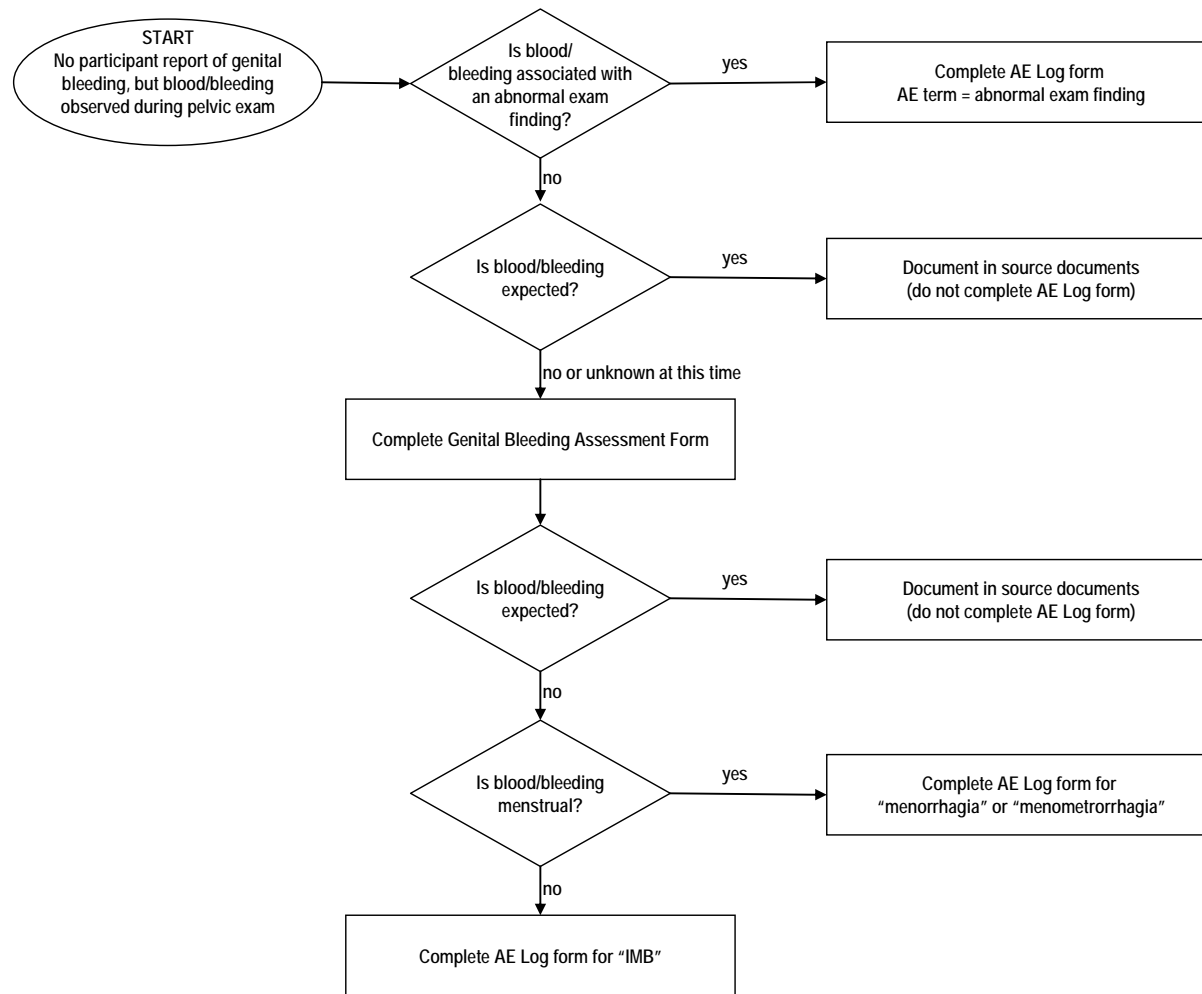 START
No participant report of genital
bleeding, but blood/bleeding
observed during pelvic exam
Is blood/
bleeding associated with
an abnormal exam
finding?
yes
Complete AE Log form
AE term = abnormal exam finding
no
Is blood/bleeding
expected?
yes
Document in source documents
(do not complete AE Log form)
no or unknown at this time
Complete Genital Bleeding Assessment Form
Is blood/bleeding
expected?
yes
Document in source documents
(do not complete AE Log form)
no
Is blood/bleeding
menstrual?
yes
Complete AE Log form for
“menorrhagia” or “menometrorrhagia”
no
Complete AE Log form for “IMB”